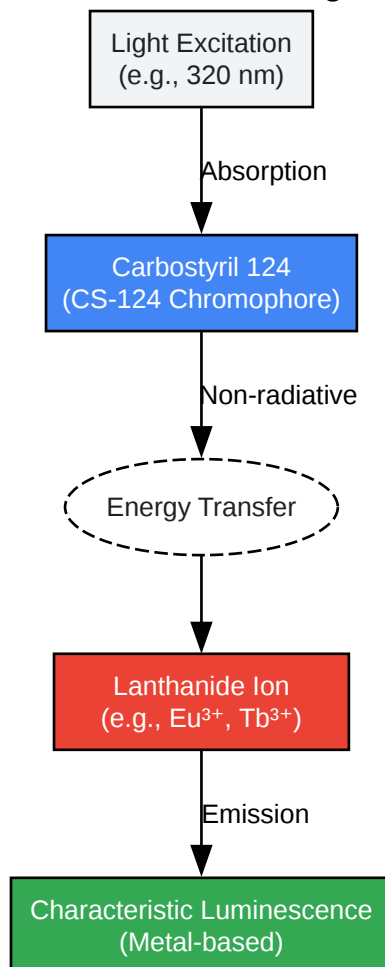 Light Excitation
(e.g., 320 nm)
Absorption
Carbostyril 124
(CS-124 Chromophore)
Non-radiative
Energy Transfer
Lanthanide Ion
(e.g., Eu³⁺, Tb³⁺)
Emission
Characteristic Luminescence
(Metal-based)